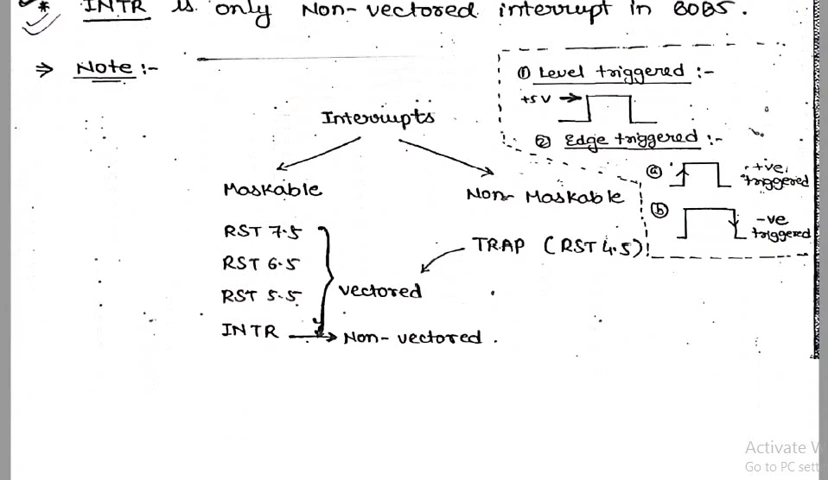 * INTR is only Non-vectored interrupt in 8085.
⇒ Note :-
① Level triggered :-
+5V
② Edge triggered :-
ⓐ +ve triggered
ⓑ -ve triggered
Interrupts
Maskable
Non-Maskable
RST 7.5
RST 6.5
RST 5.5
INTR
vectored
Non-vectored.
TRAP (RST 4.5)
Activate
Go to PC sett